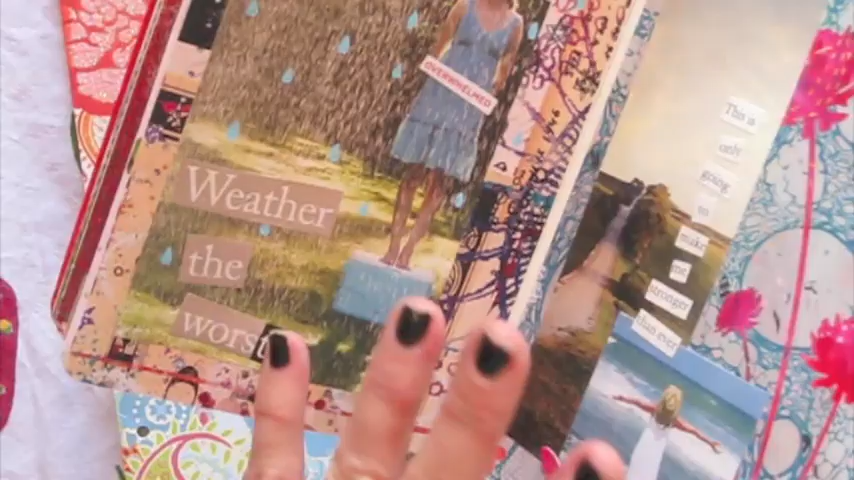 OVERWHELMED
Weather
the
worst
This is
only
going
to
make
me
stronger
than ever